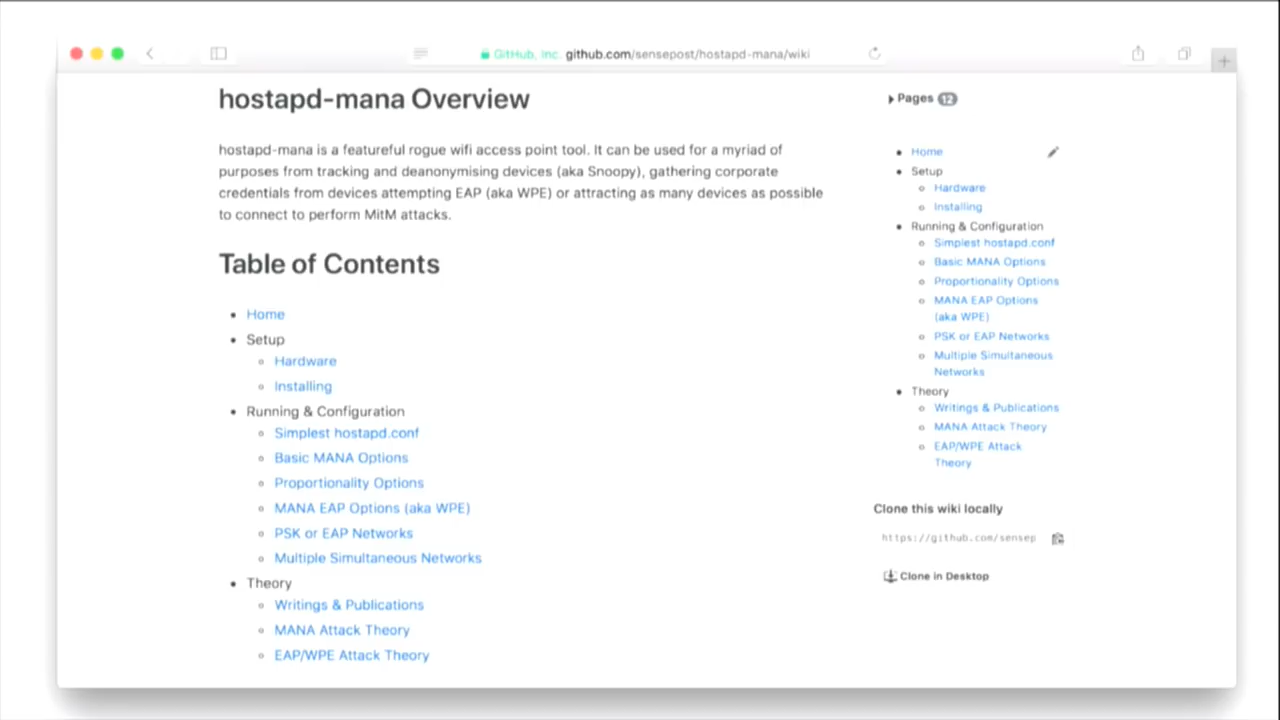 GitHub, Inc. github.com/sensepost/hostapd-mana/wiki
hostapd-mana Overview
hostapd-mana is a featureful rogue wifi access point tool. It can be used for a myriad of
purposes from tracking and deanonymising devices (aka Snoopy), gathering corporate
credentials from devices attempting EAP (aka WPE) or attracting as many devices as possible
to connect to perform MitM attacks.
Table of Contents
Home
Setup
Hardware
Installing
Running & Configuration
Simplest hostapd.conf
Basic MANA Options
Proportionality Options
MANA EAP Options (aka WPE)
PSK or EAP Networks
Multiple Simultaneous Networks
Theory
Writings & Publications
MANA Attack Theory
EAP/WPE Attack Theory
Pages 12
Home
Setup
Hardware
Installing
Running & Configuration
Simplest hostapd.conf
Basic MANA Options
Proportionality Options
MANA EAP Options
(aka WPE)
PSK or EAP Networks
Multiple Simultaneous
Networks
Theory
Writings & Publications
MANA Attack Theory
EAP/WPE Attack
Theory
Clone this wiki locally
https://github.com/sensep
Clone in Desktop